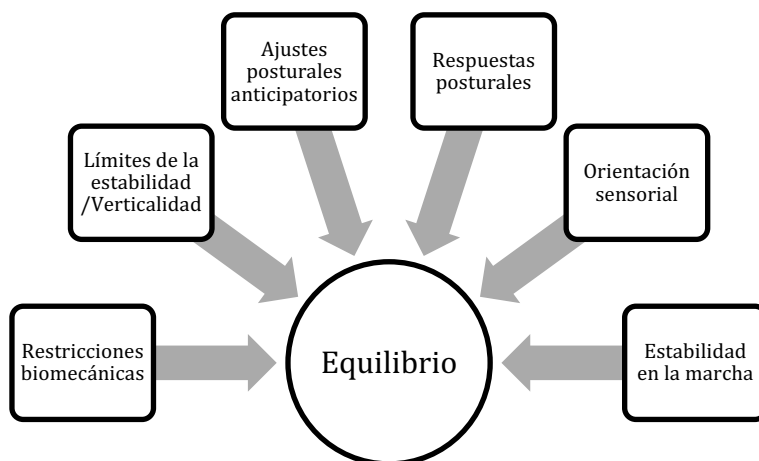 Ajustes
posturales
anticipatorios
Respuestas
posturales
Límites de la
estabilidad
/Verticalidad
Orientación
sensorial
Restricciones
biomecánicas
Equilibrio
Estabilidad
en la marcha